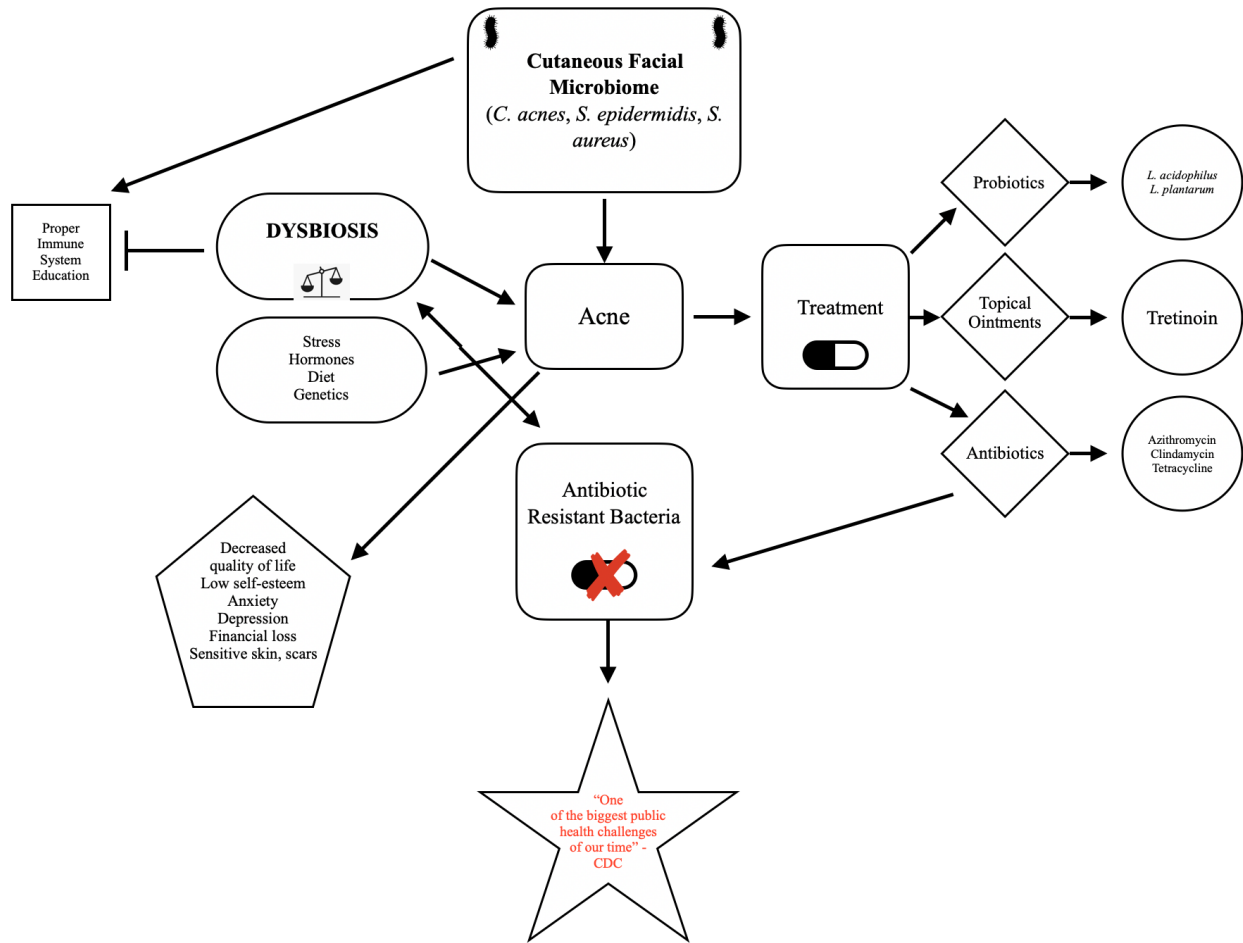 Cutaneous Facial
Microbiome
(C. acnes, S. epidermidis, S.
aureus)
Proper
Immune
System
Education
DYSBIOSIS
Stress
Hormones
Diet
Genetics
Acne
Treatment
Probiotics
L. acidophilus
L. plantarum
Topical
Ointments
Tretinoin
Antibiotics
Azithromycin
Clindamycin
Tetracycline
Antibiotic
Resistant Bacteria
Decreased
quality of life
Low self-esteem
Anxiety
Depression
Financial loss
Sensitive skin, scars
“One
of the biggest public
health challenges
of our time” -
CDC